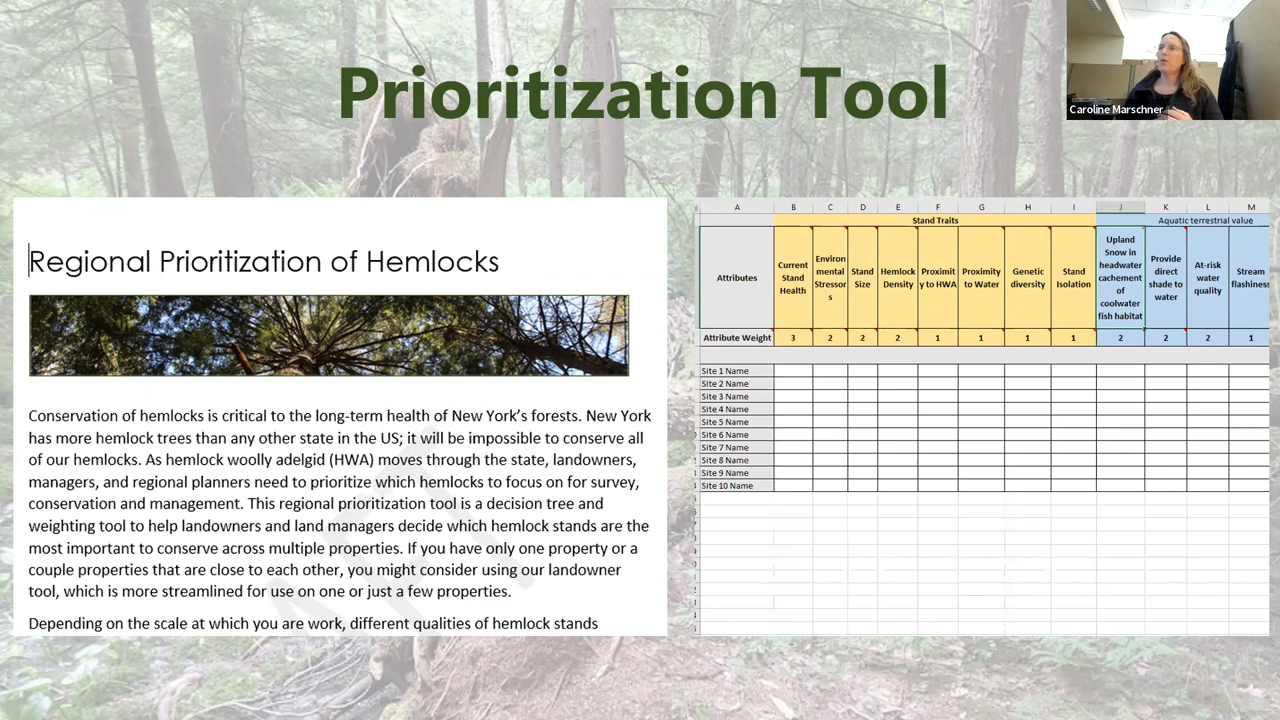 Prioritization Tool
Caroline Marschner
Regional Prioritization of Hemlocks
Conservation of hemlocks is critical to the long-term health of New York's forests. New York
has more hemlock trees than any other state in the US; it will be impossible to conserve all
of our hemlocks. As hemlock woolly adelgid (HWA) moves through the state, landowners,
managers, and regional planners need to prioritize which hemlocks to focus on for survey,
conservation and management. This regional prioritization tool is a decision tree and
weighting tool to help landowners and land managers decide which hemlock stands are the
most important to conserve across multiple properties. If you have only one property or a
couple properties that are close to each other, you might consider using our landowner
tool, which is more streamlined for use on one or just a few properties.
Depending on the scale at which you are work, different qualities of hemlock stands
A B C D E F G H I J K L M
Stand Traits Aquatic terrestrial value
Attributes
Current
Stand
Health
Environ
mental
Stressor
s
Stand
Size
Hemlock
Density
Proximit
y to HWA
Proximity
to Water
Genetic
diversity
Stand
Isolation
Upland
Snow in
headwater
cachement
of
coolwater
fish habitat
Provide
direct
shade to
water
At-risk
water
quality
Stream
flashiness
Attribute Weight 3 2 2 2 1 1 1 1 2 2 2 1
Site 1 Name
Site 2 Name
Site 3 Name
Site 4 Name
Site 5 Name
Site 6 Name
Site 7 Name
Site 8 Name
Site 9 Name
Site 10 Name